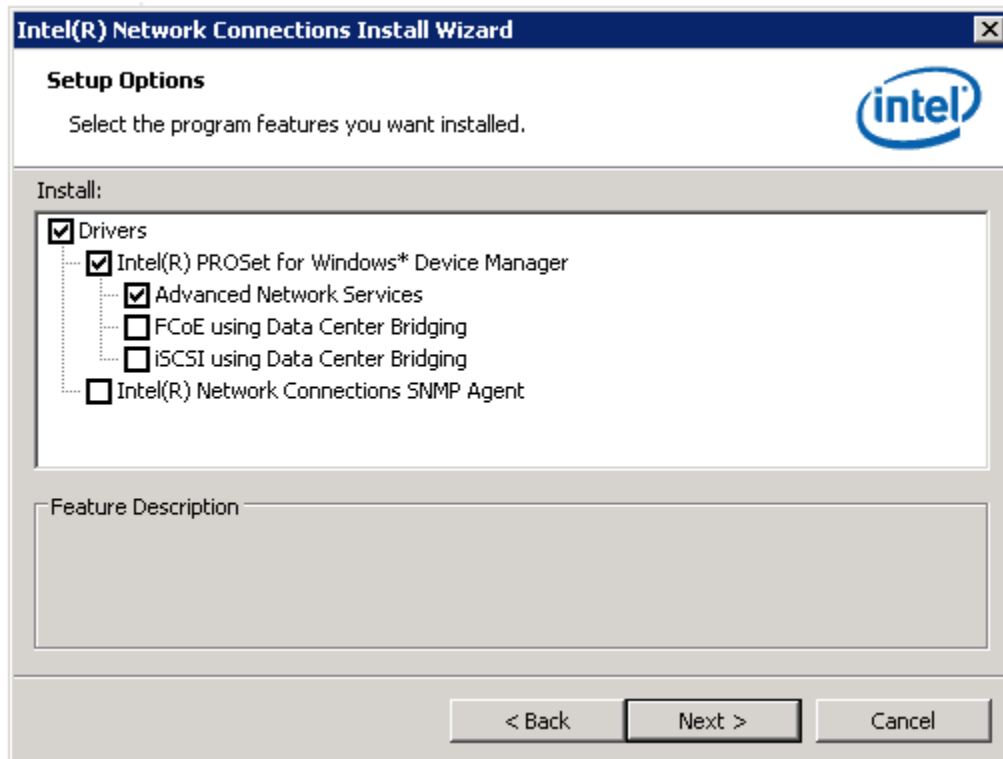 Intel(R) Network Connections Install Wizard
Setup Options
Select the program features you want installed.
intel
Install:
Drivers
Intel(R) PROSet for Windows* Device Manager
Advanced Network Services
FCoE using Data Center Bridging
iSCSI using Data Center Bridging
Intel(R) Network Connections SNMP Agent
Feature Description
< Back
Next >
Cancel